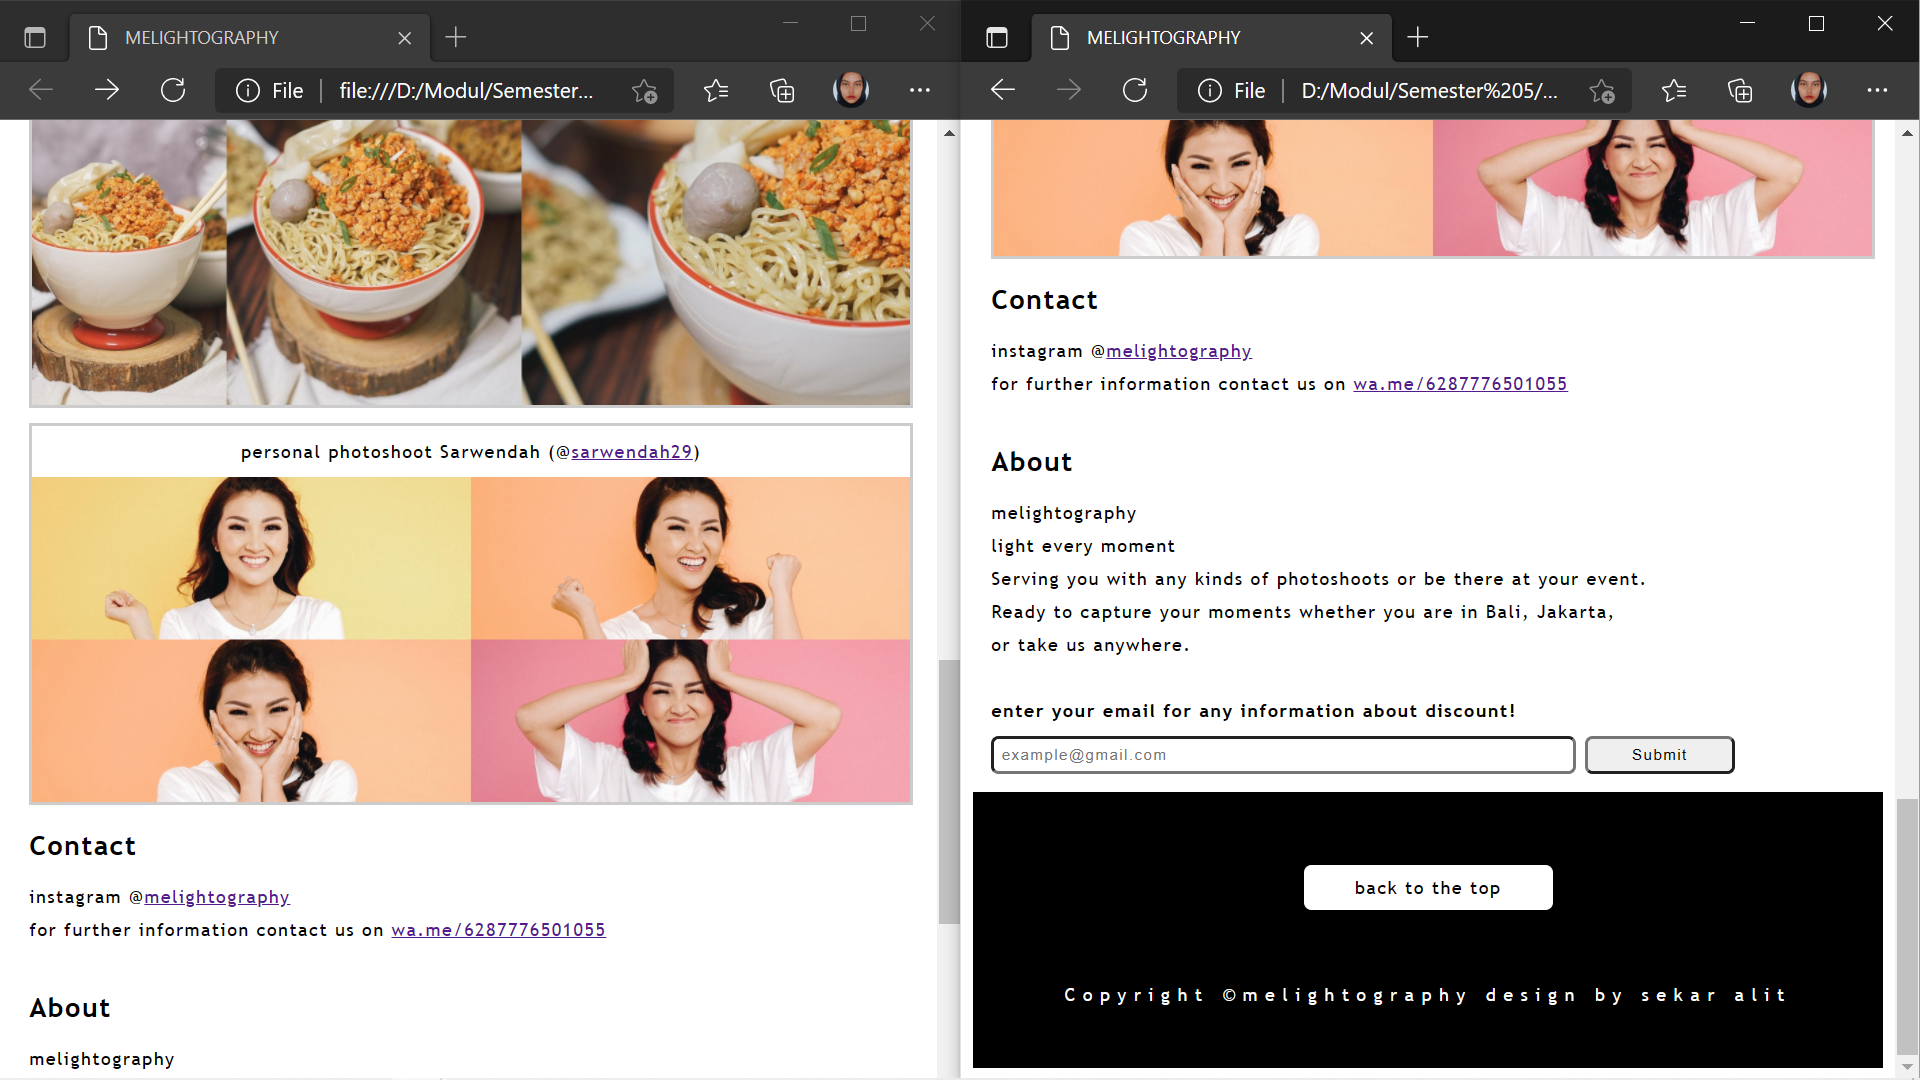 MELIGHTOGRAPHY
File
file:///D:/Modul/Semester...
personal photoshoot Sarwendah (@sarwendah29)
Contact
instagram @melightography
for further information contact us on wa.me/6287776501055
About
melightography
MELIGHTOGRAPHY
File
D:/Modul/Semester%205/...
Contact
instagram @melightography
for further information contact us on wa.me/6287776501055
About
melightography
light every moment
Serving you with any kinds of photoshoots or be there at your event.
Ready to capture your moments whether you are in Bali, Jakarta,
or take us anywhere.
enter your email for any information about discount!
example@gmail.com
Submit
back to the top
Copyright ©melightography design by sekar alit